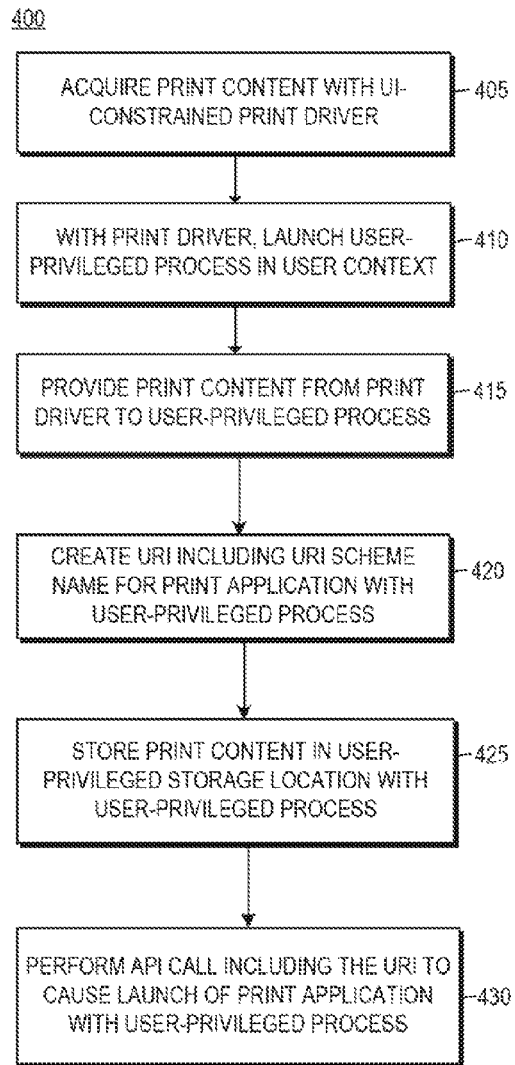 400
ACQUIRE PRINT CONTENT WITH UI-
CONSTRAINED PRINT DRIVER
405
WITH PRINT DRIVER, LAUNCH USER-
PRIVILEGED PROCESS IN USER CONTEXT
410
PROVIDE PRINT CONTENT FROM PRINT
DRIVER TO USER-PRIVILEGED PROCESS
415
CREATE URI INCLUDING URI SCHEME
NAME FOR PRINT APPLICATION WITH
USER-PRIVILEGED PROCESS
420
STORE PRINT CONTENT IN USER-
PRIVILEGED STORAGE LOCATION WITH
USER-PRIVILEGED PROCESS
425
PERFORM API CALL INCLUDING THE URI TO
CAUSE LAUNCH OF PRINT APPLICATION
WITH USER-PRIVILEGED PROCESS
430